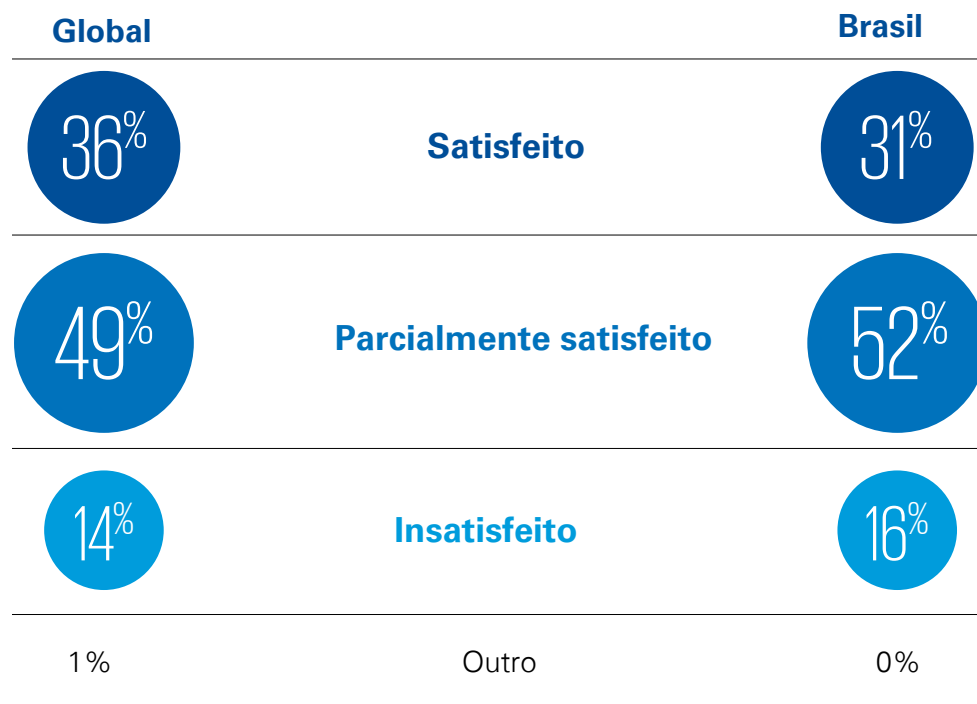 Global Brasil
36% Satisfeito 31%
49% Parcialmente satisfeito 52%
14% Insatisfeito 16%
1% Outro 0%